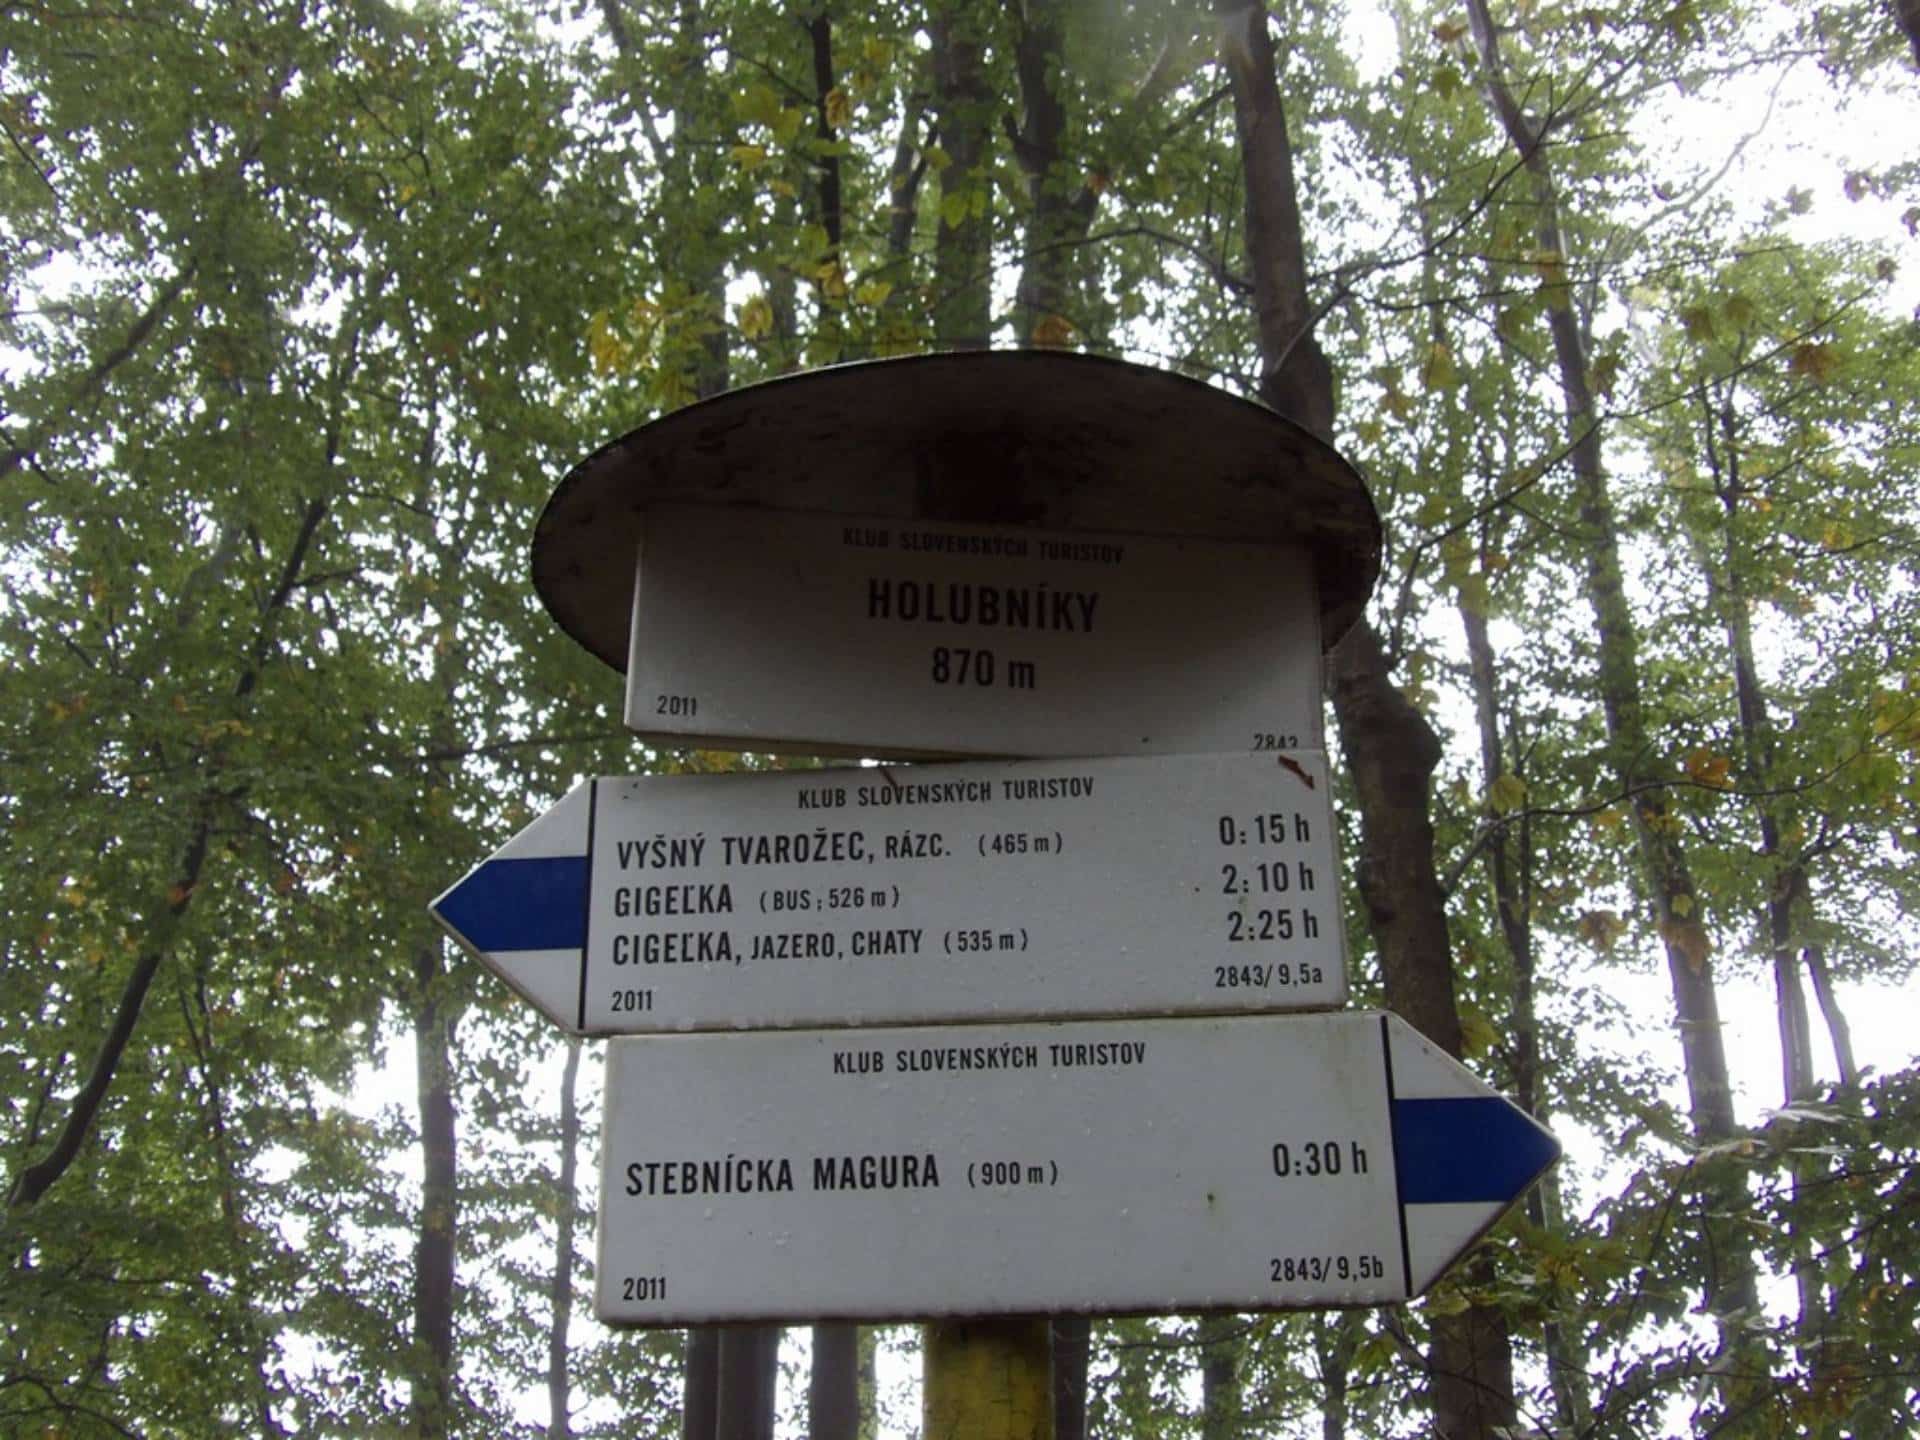 KLUB SLOVENSKÝCH TURISTOV
HOLUBNÍKY
870 m
2011
2843
KLUB SLOVENSKÝCH TURISTOV
VYŠNÝ TVAROŽEC, RÁZC. (465 m) 0:15 h
GIGEĽKA (BUS; 526 m) 2:10 h
CIGEĽKA, JAZERO, CHATY (535 m) 2:25 h
2011 2843/9,5a
KLUB SLOVENSKÝCH TURISTOV
STEBNÍCKA MAGURA (900 m) 0:30 h
2011 2843/9,5b